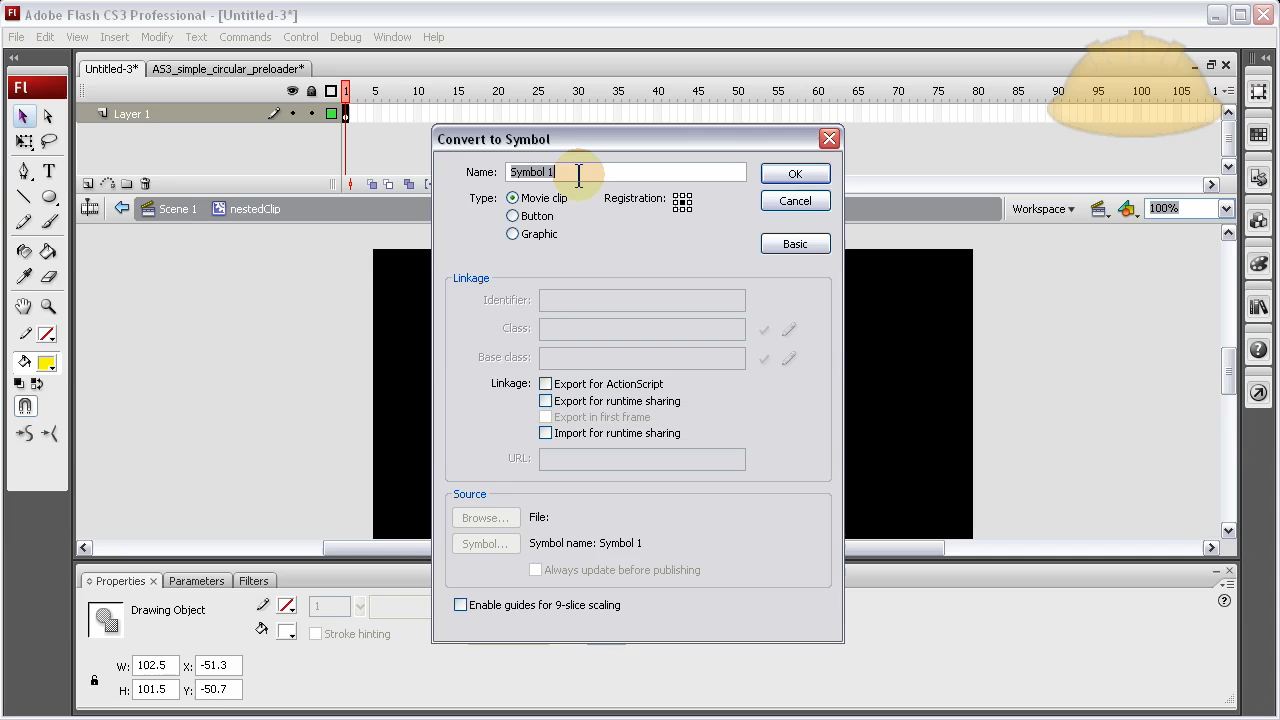 Fl Adobe Flash CS3 Professional - [Untitled-3*]
File Edit View Insert Modify Text Commands Control Debug Window Help
Untitled-3* AS3_simple_circular_preloader*
Fl
1 5 10 15 20 25 30 35 40 45 50 55 60 65 70 75 80 85 90 95 100 105 11
Layer 1
Scene 1 nestedClip Workspace 100%
Convert to Symbol
Name: Symbol 1 OK
Type: Movie clip Registration: Cancel
Button
Graphic Basic
Linkage
Identifier:
Class:
Base class:
Linkage: Export for ActionScript
Export for runtime sharing
Export in first frame
Import for runtime sharing
URL:
Source
Browse... File:
Symbol... Symbol name: Symbol 1
Always update before publishing
Enable guides for 9-slice scaling
Properties Parameters Filters
Drawing Object 1
Stroke hinting
W: 102.5 X: -51.3
H: 101.5 Y: -50.7